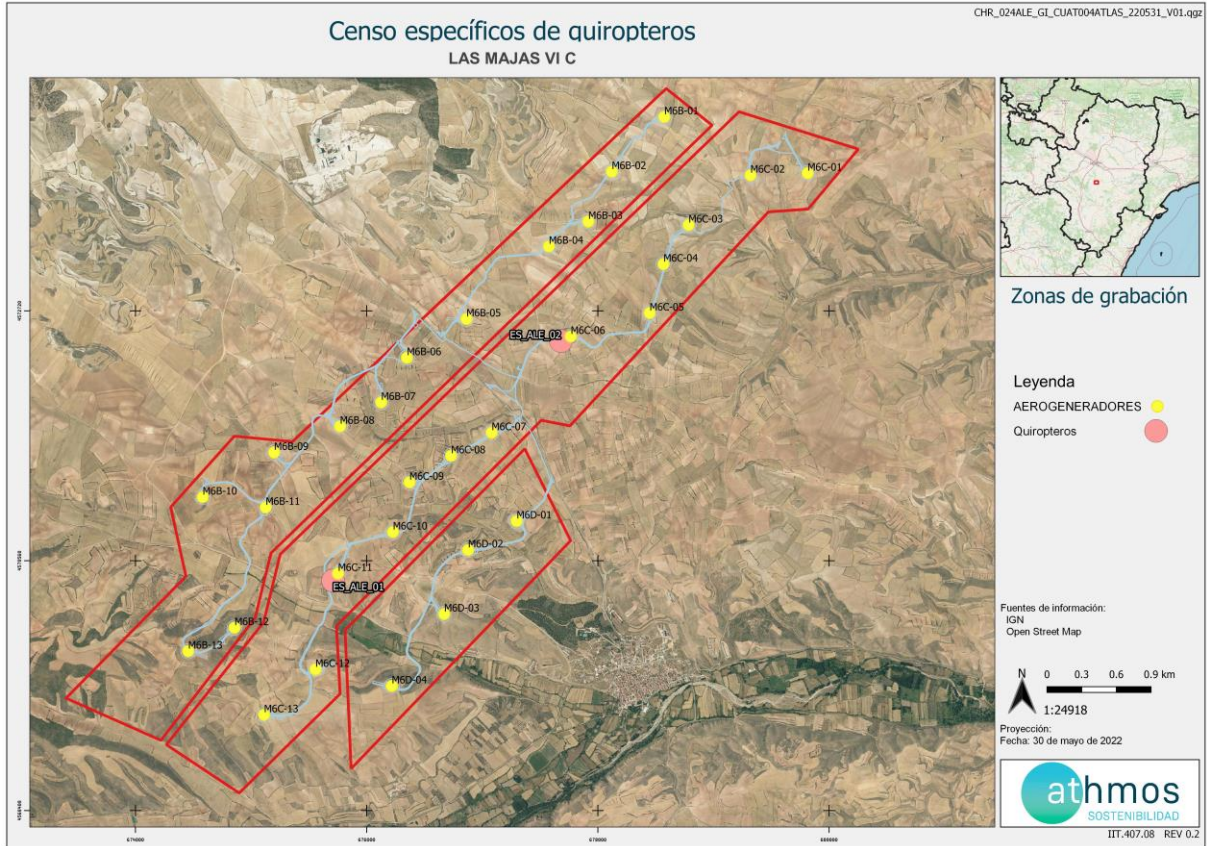 CHR_024ALE_GI_CUAT004ATLAS_220531_V01.qgz
Censo específicos de quiropteros
LAS MAJAS VI C
M6B-01
M6B-02
M6C-02
M6C-01
M6B-03
M6C-03
M6B-04
M6C-04
M6C-05
M6B-05
ES_ALE_02
M6C-06
M6B-06
M6B-07
M6B-08
M6C-07
M6B-09
M6C-08
M6C-09
M6B-10
M6B-11
M6D-01
M6C-10
M6D-02
M6C-11
ES_ALE_01
M6D-03
M6B-12
M6B-13
M6C-12
M6D-04
M6C-13
Zonas de grabación
Leyenda
AEROGENERADORES
Quiropteros
Fuentes de información:
IGN
Open Street Map
N
0 0.3 0.6 0.9 km
1:24918
Proyección:
Fecha: 30 de mayo de 2022
athmos
SOSTENIBILIDAD
IIT.407.08 REV 0.2